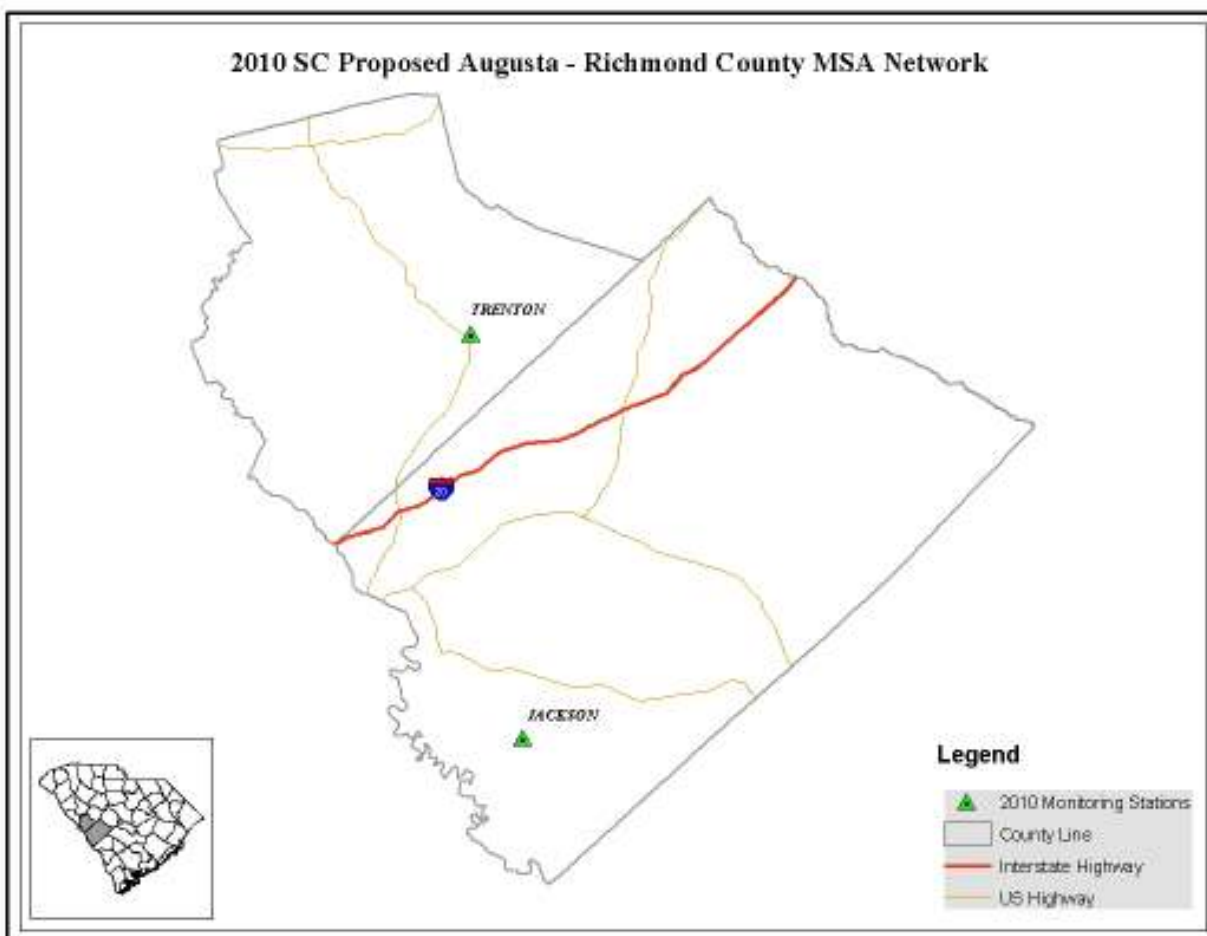 2010 SC Proposed Augusta - Richmond County MSA Network
TRENTON
20
JACKSON
Legend
2010 Monitoring Stations
County Line
Interstate Highway
US Highway